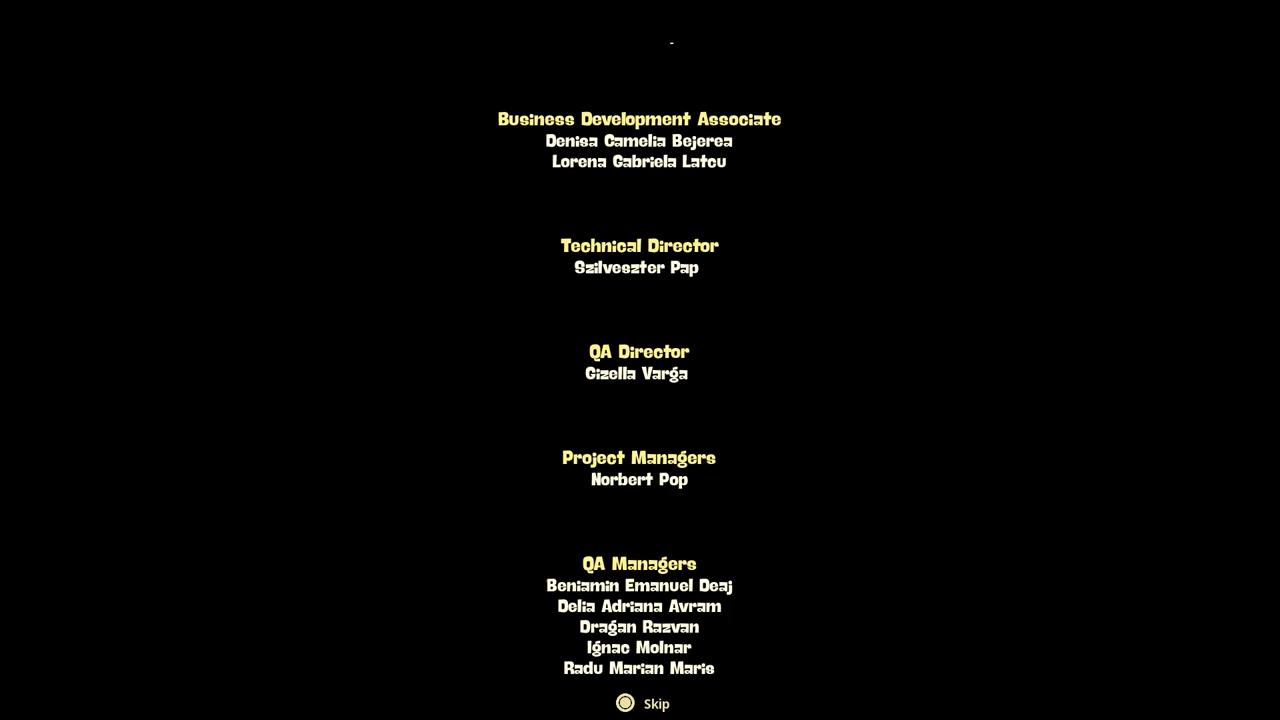 Business Development Associate
Denisa Camelia Bejerea
Lorena Gabriela Latcu
Technical Director
Szilveszter Pap
QA Director
Gizella Varga
Project Managers
Norbert Pop
QA Managers
Beniamin Emanuel Deaj
Delia Adriana Avram
Dragan Razvan
Ignac Molnar
Radu Marian Maris
Skip